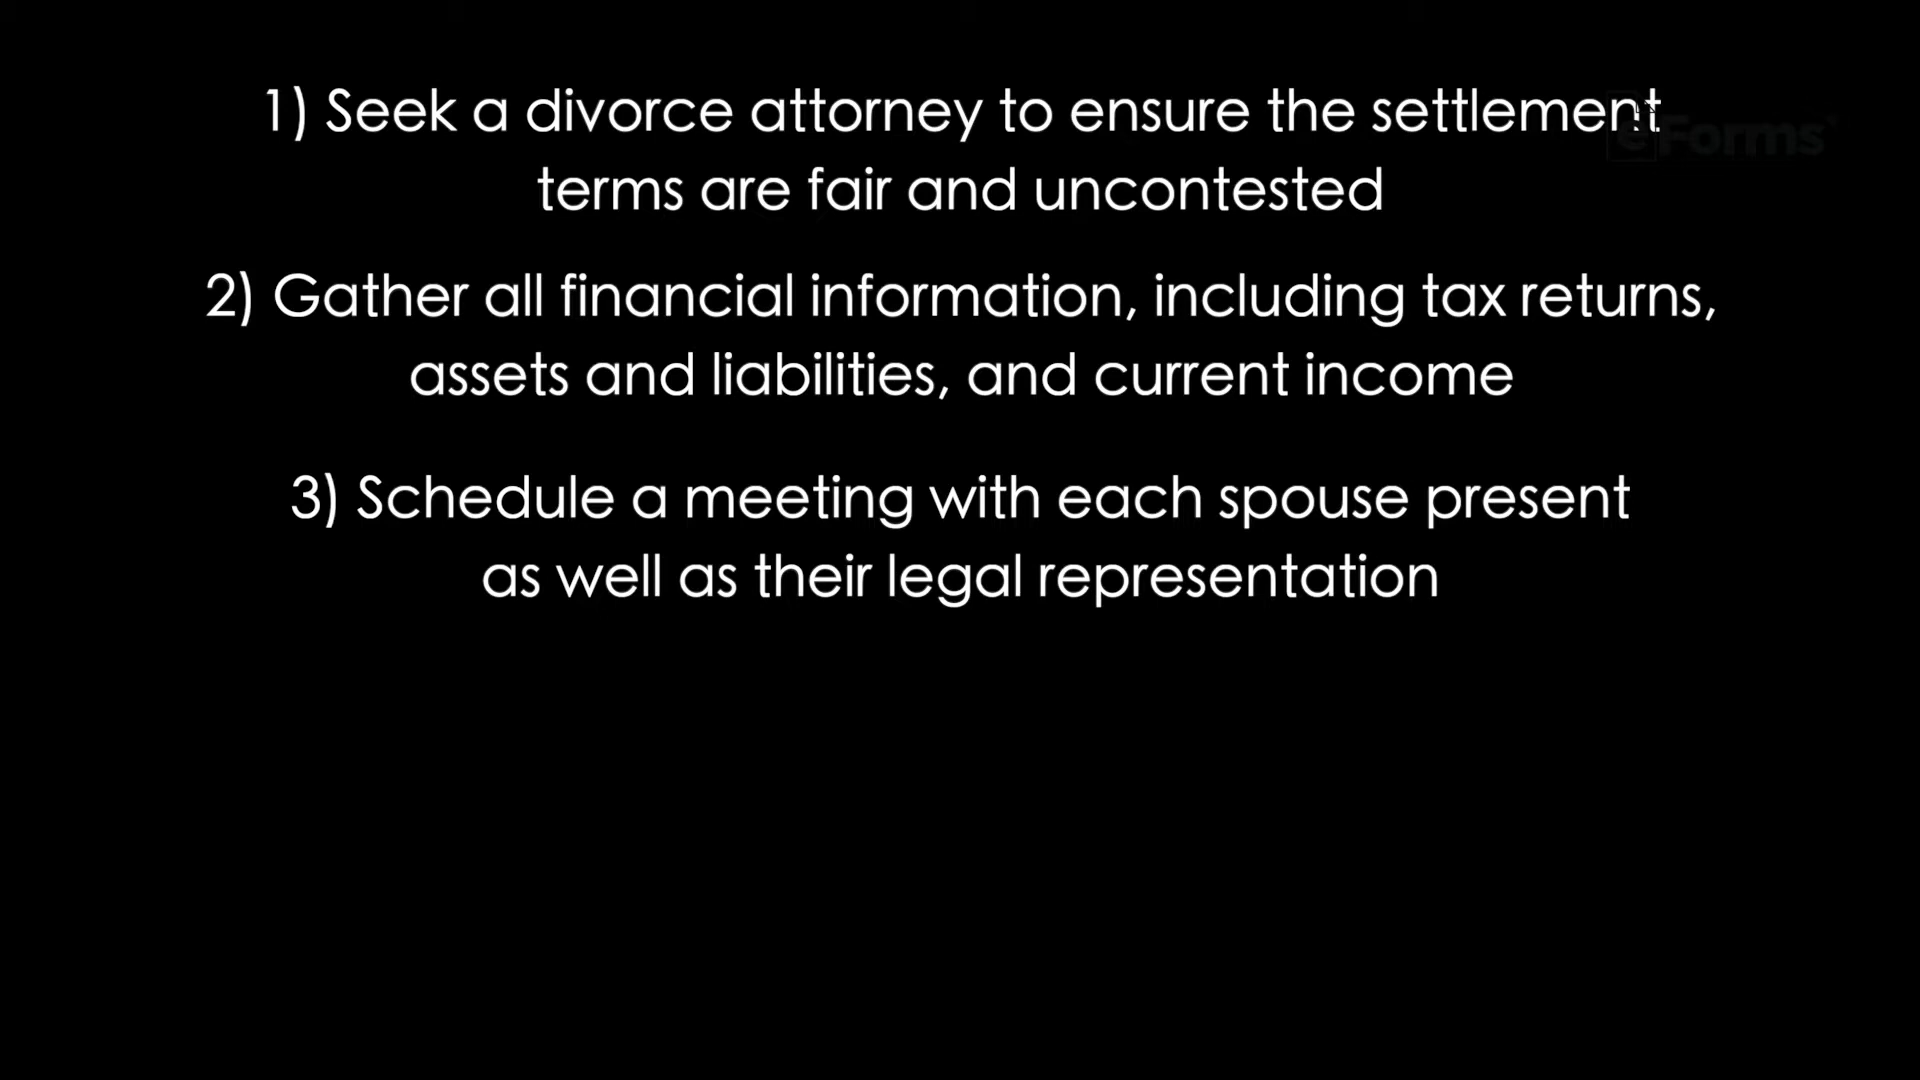 1) Seek a divorce attorney to ensure the settlement
terms are fair and uncontested
2) Gather all financial information, including tax returns,
assets and liabilities, and current income
3) Schedule a meeting with each spouse present
as well as their legal representation
eForms